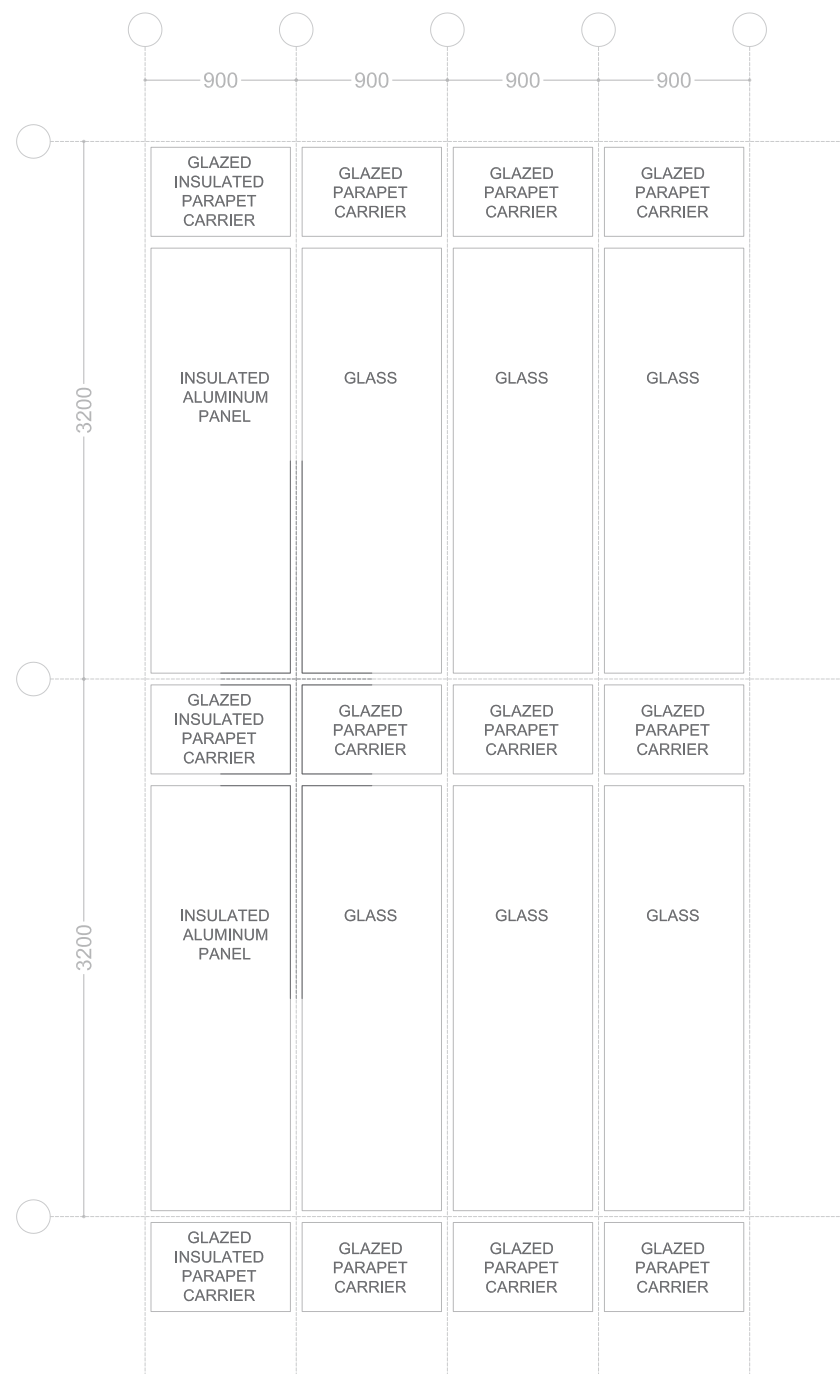 900 900 900 900
GLAZED
INSULATED
PARAPET
CARRIER
GLAZED
PARAPET
CARRIER
GLAZED
PARAPET
CARRIER
GLAZED
PARAPET
CARRIER
3200
INSULATED
ALUMINUM
PANEL
GLASS
GLASS
GLASS
GLAZED
INSULATED
PARAPET
CARRIER
GLAZED
PARAPET
CARRIER
GLAZED
PARAPET
CARRIER
GLAZED
PARAPET
CARRIER
3200
INSULATED
ALUMINUM
PANEL
GLASS
GLASS
GLASS
GLAZED
INSULATED
PARAPET
CARRIER
GLAZED
PARAPET
CARRIER
GLAZED
PARAPET
CARRIER
GLAZED
PARAPET
CARRIER